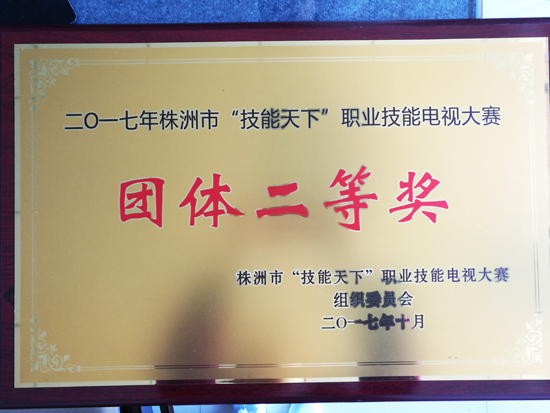 二〇一七年株洲市“技能天下”职业技能电视大赛
团体二等奖
株洲市“技能天下”职业技能电视大赛
组织委员会
二〇一七年十月